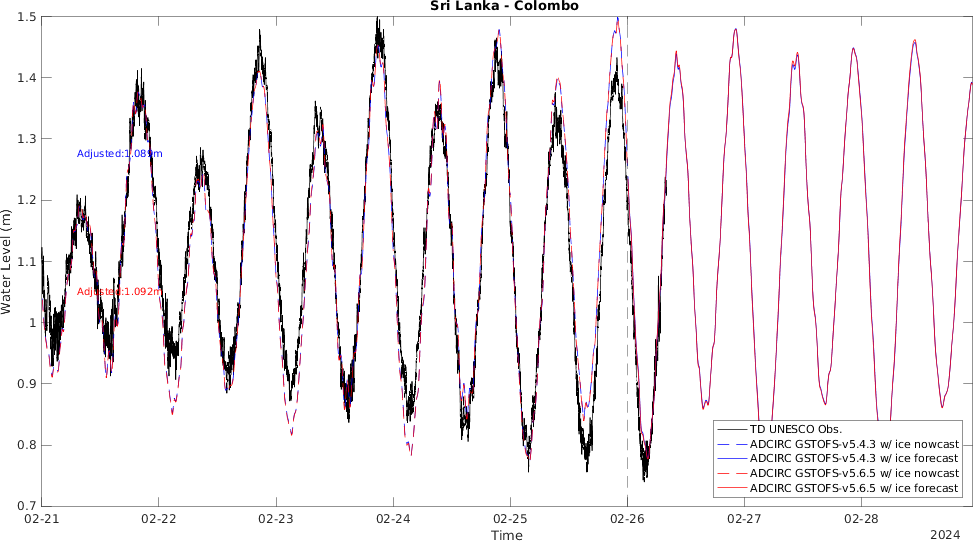 Sri Lanka - Colombo
1.5
1.4
1.3
1.2
1.1
1
0.9
0.8
0.7
Water Level (m)
Adjusted:1.089m
Adjusted:1.092m
TD UNESCO Obs.
ADCIRC GSTOFS-v5.4.3 w/ ice nowcast
ADCIRC GSTOFS-v5.4.3 w/ ice forecast
ADCIRC GSTOFS-v5.6.5 w/ ice nowcast
ADCIRC GSTOFS-v5.6.5 w/ ice forecast
02-21 02-22 02-23 02-24 02-25 02-26 02-27 02-28
Time
2024